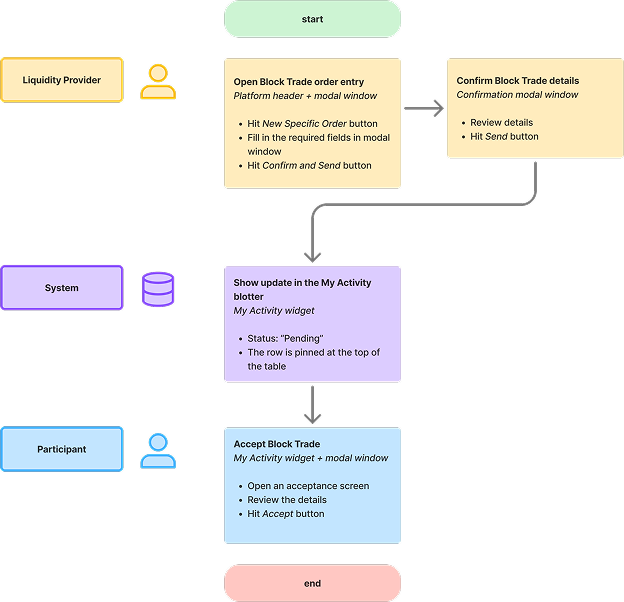 start
Liquidity Provider
Open Block Trade order entry
Platform header + modal window
• Hit New Specific Order button
• Fill in the required fields in modal
window
• Hit Confirm and Send button
Confirm Block Trade details
Confirmation modal window
• Review details
• Hit Send button
System
Show update in the My Activity
blotter
My Activity widget
• Status: “Pending”
• The row is pinned at the top of
the table
Participant
Accept Block Trade
My Activity widget + modal window
• Open an acceptance screen
• Review the details
• Hit Accept button
end